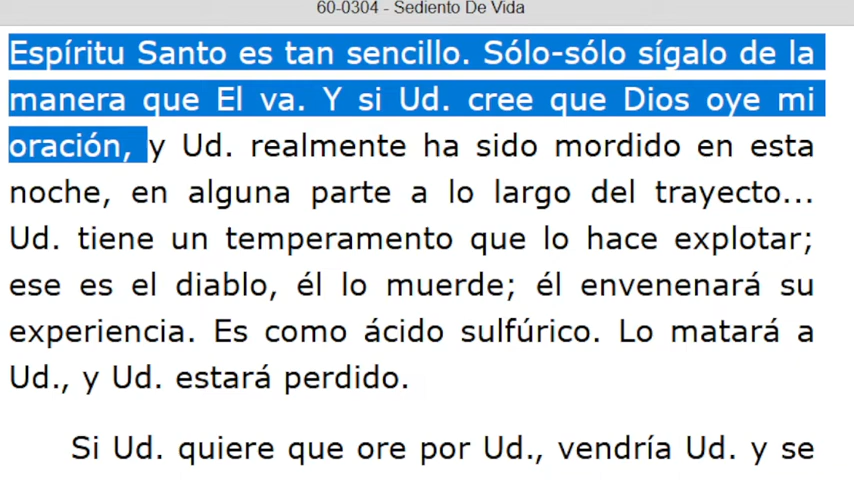 60-0304 - Sediento De Vida
Espíritu Santo es tan sencillo. Sólo-sólo sígalo de la
manera que El va. Y si Ud. cree que Dios oye mi
oración, y Ud. realmente ha sido mordido en esta
noche, en alguna parte a lo largo del trayecto...
Ud. tiene un temperamento que lo hace explotar;
ese es el diablo, él lo muerde; él envenenará su
experiencia. Es como ácido sulfúrico. Lo matará a
Ud., y Ud. estará perdido.
Si Ud. quiere que ore por Ud., vendría Ud. y se